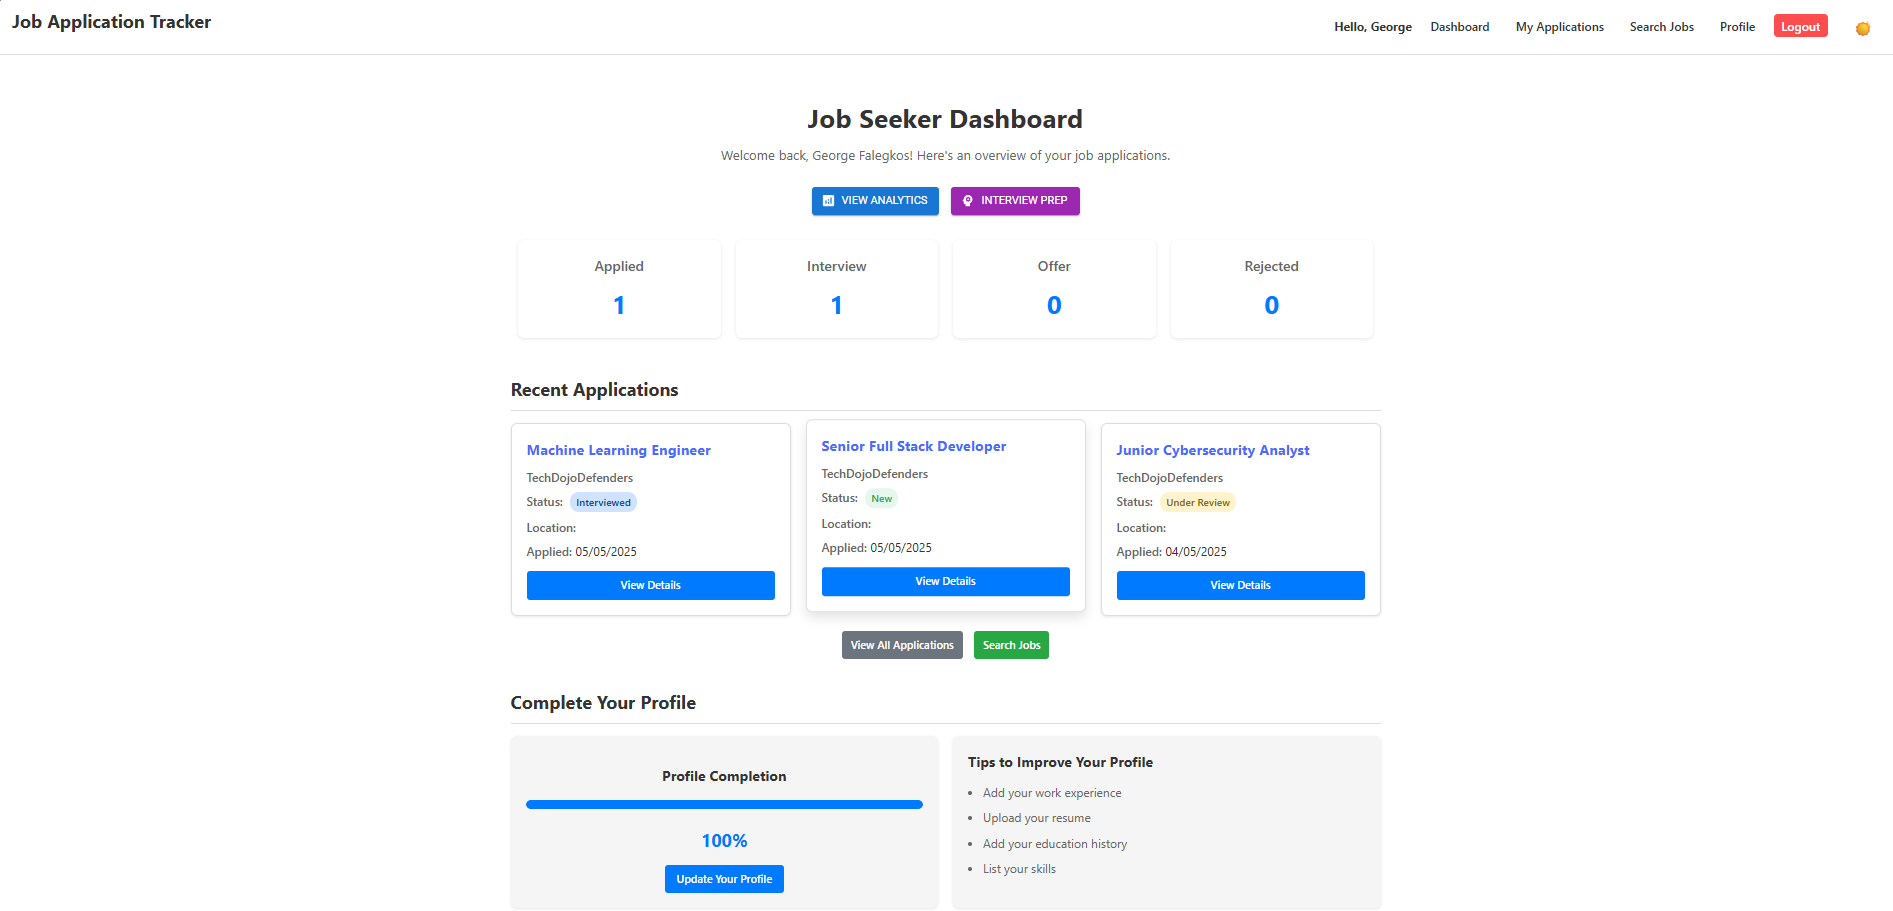 Job Application Tracker
Hello, George Dashboard My Applications Search Jobs Profile Logout
Job Seeker Dashboard
Welcome back, George Falegkos! Here's an overview of your job applications.
VIEW ANALYTICS INTERVIEW PREP
Applied Interview Offer Rejected
1 1 0 0
Recent Applications
Machine Learning Engineer
TechDojoDefenders
Status: Interviewed
Location:
Applied: 05/05/2025
View Details
Senior Full Stack Developer
TechDojoDefenders
Status: New
Location:
Applied: 05/05/2025
View Details
Junior Cybersecurity Analyst
TechDojoDefenders
Status: Under Review
Location:
Applied: 04/05/2025
View Details
View All Applications Search Jobs
Complete Your Profile
Profile Completion
100%
Update Your Profile
Tips to Improve Your Profile
• Add your work experience
• Upload your resume
• Add your education history
• List your skills